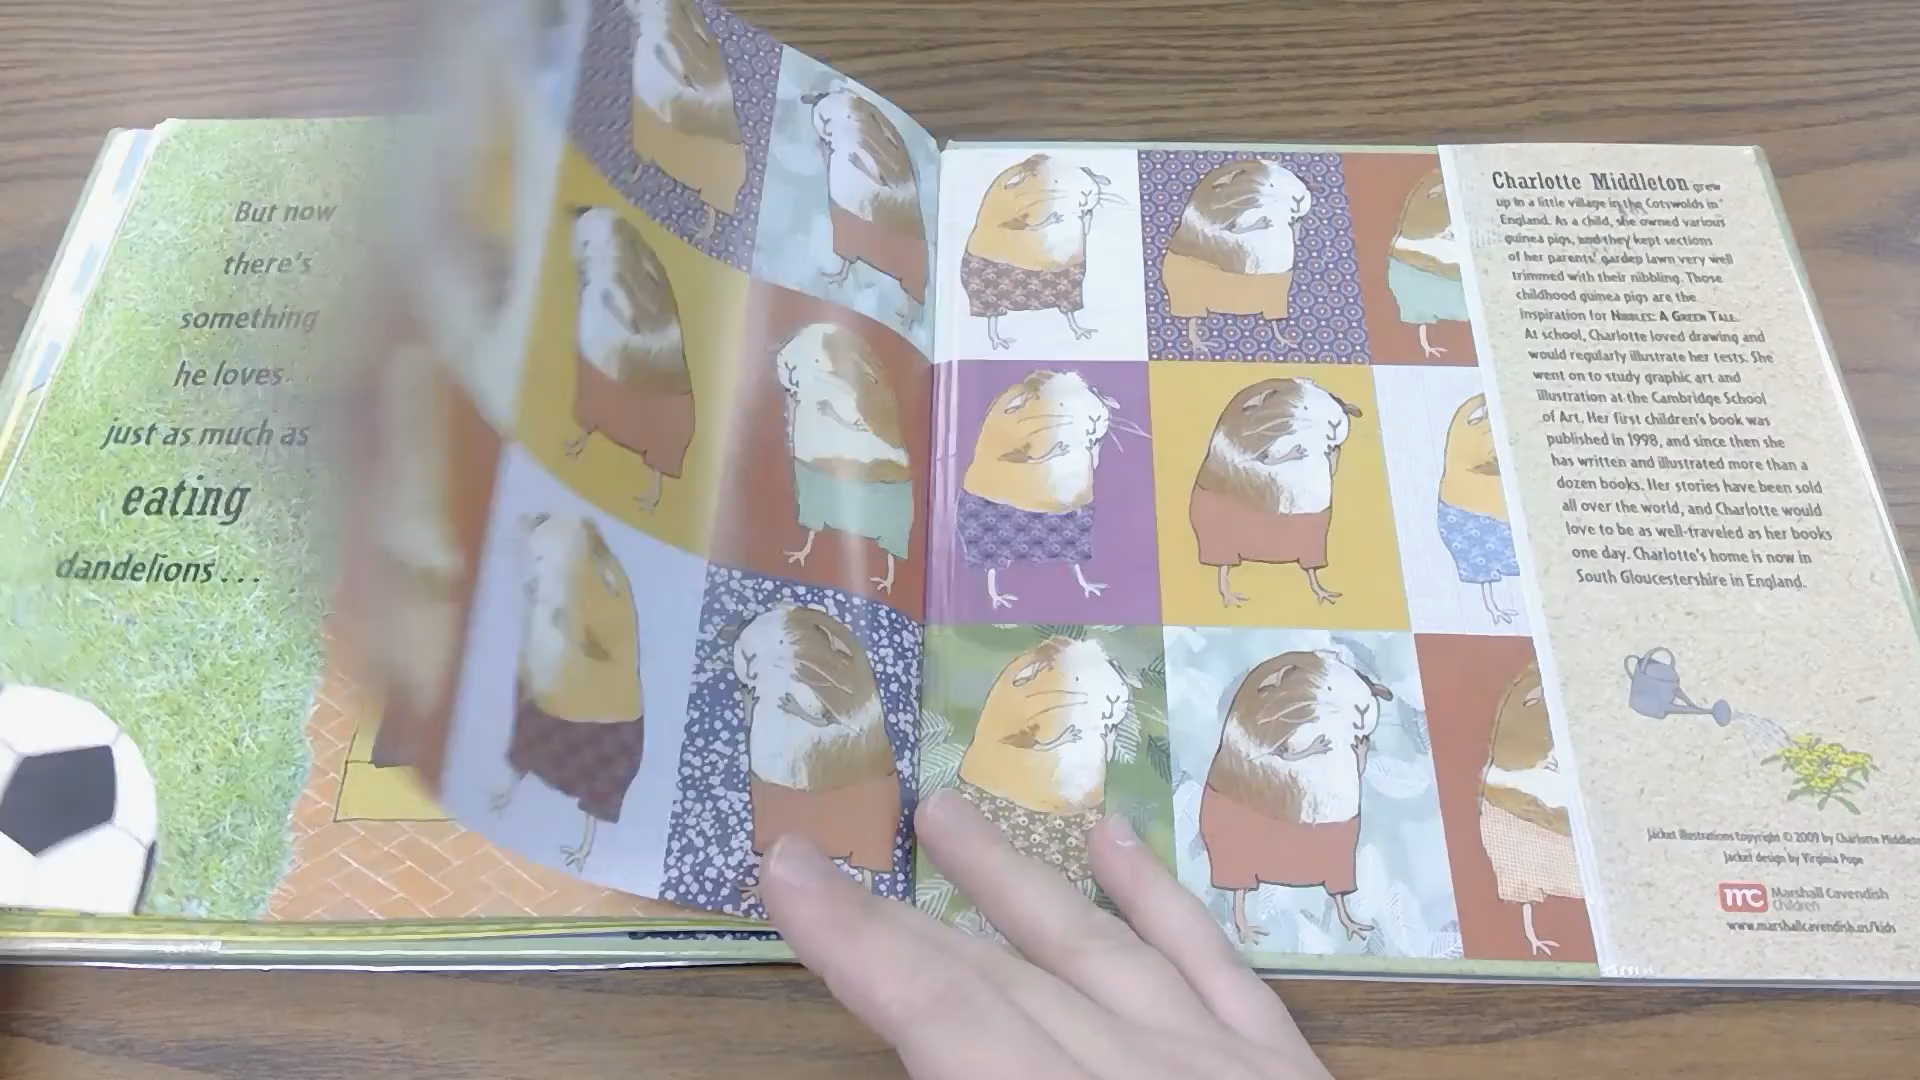 But now
there's
something
he loves
just as much as
eating
dandelions...
Charlotte Middleton grew
up in a little village in the Cotswolds in
England. As a child, she owned various
guinea pigs, and they kept sections
of her parents' garden lawn very well
trimmed with their nibbling. Those
childhood guinea pigs are the
inspiration for NIBBLES: A GREEN TALE.
At school, Charlotte loved drawing and
would regularly illustrate her tests. She
went on to study graphic art and
illustration at the Cambridge School
of Art. Her first children's book was
published in 1998, and since then she
has written and illustrated more than a
dozen books. Her stories have been sold
all over the world, and Charlotte would
love to be as well-traveled as her books
one day. Charlotte's home is now in
South Gloucestershire in England.
Jacket illustrations copyright © 2009 by Charlotte Middleton
Jacket design by Virginia Pope
mc Marshall Cavendish
Children
www.marshallcavendish.us/kids